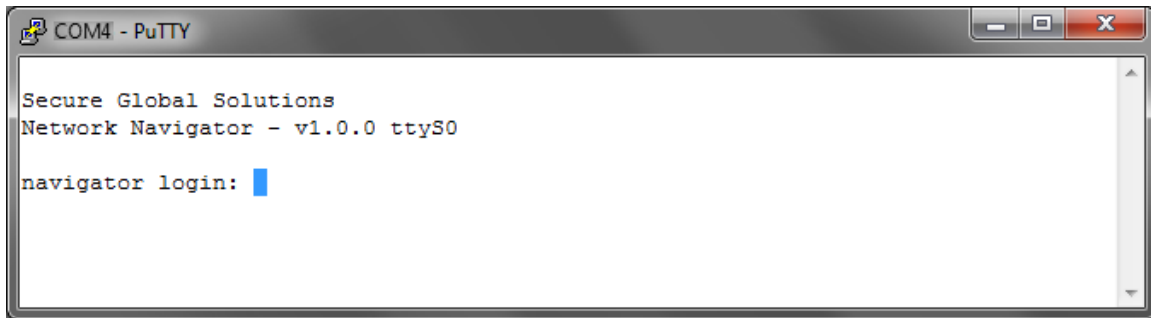 COM4 - PuTTY
Secure Global Solutions
Network Navigator - v1.0.0 ttyS0
navigator login: